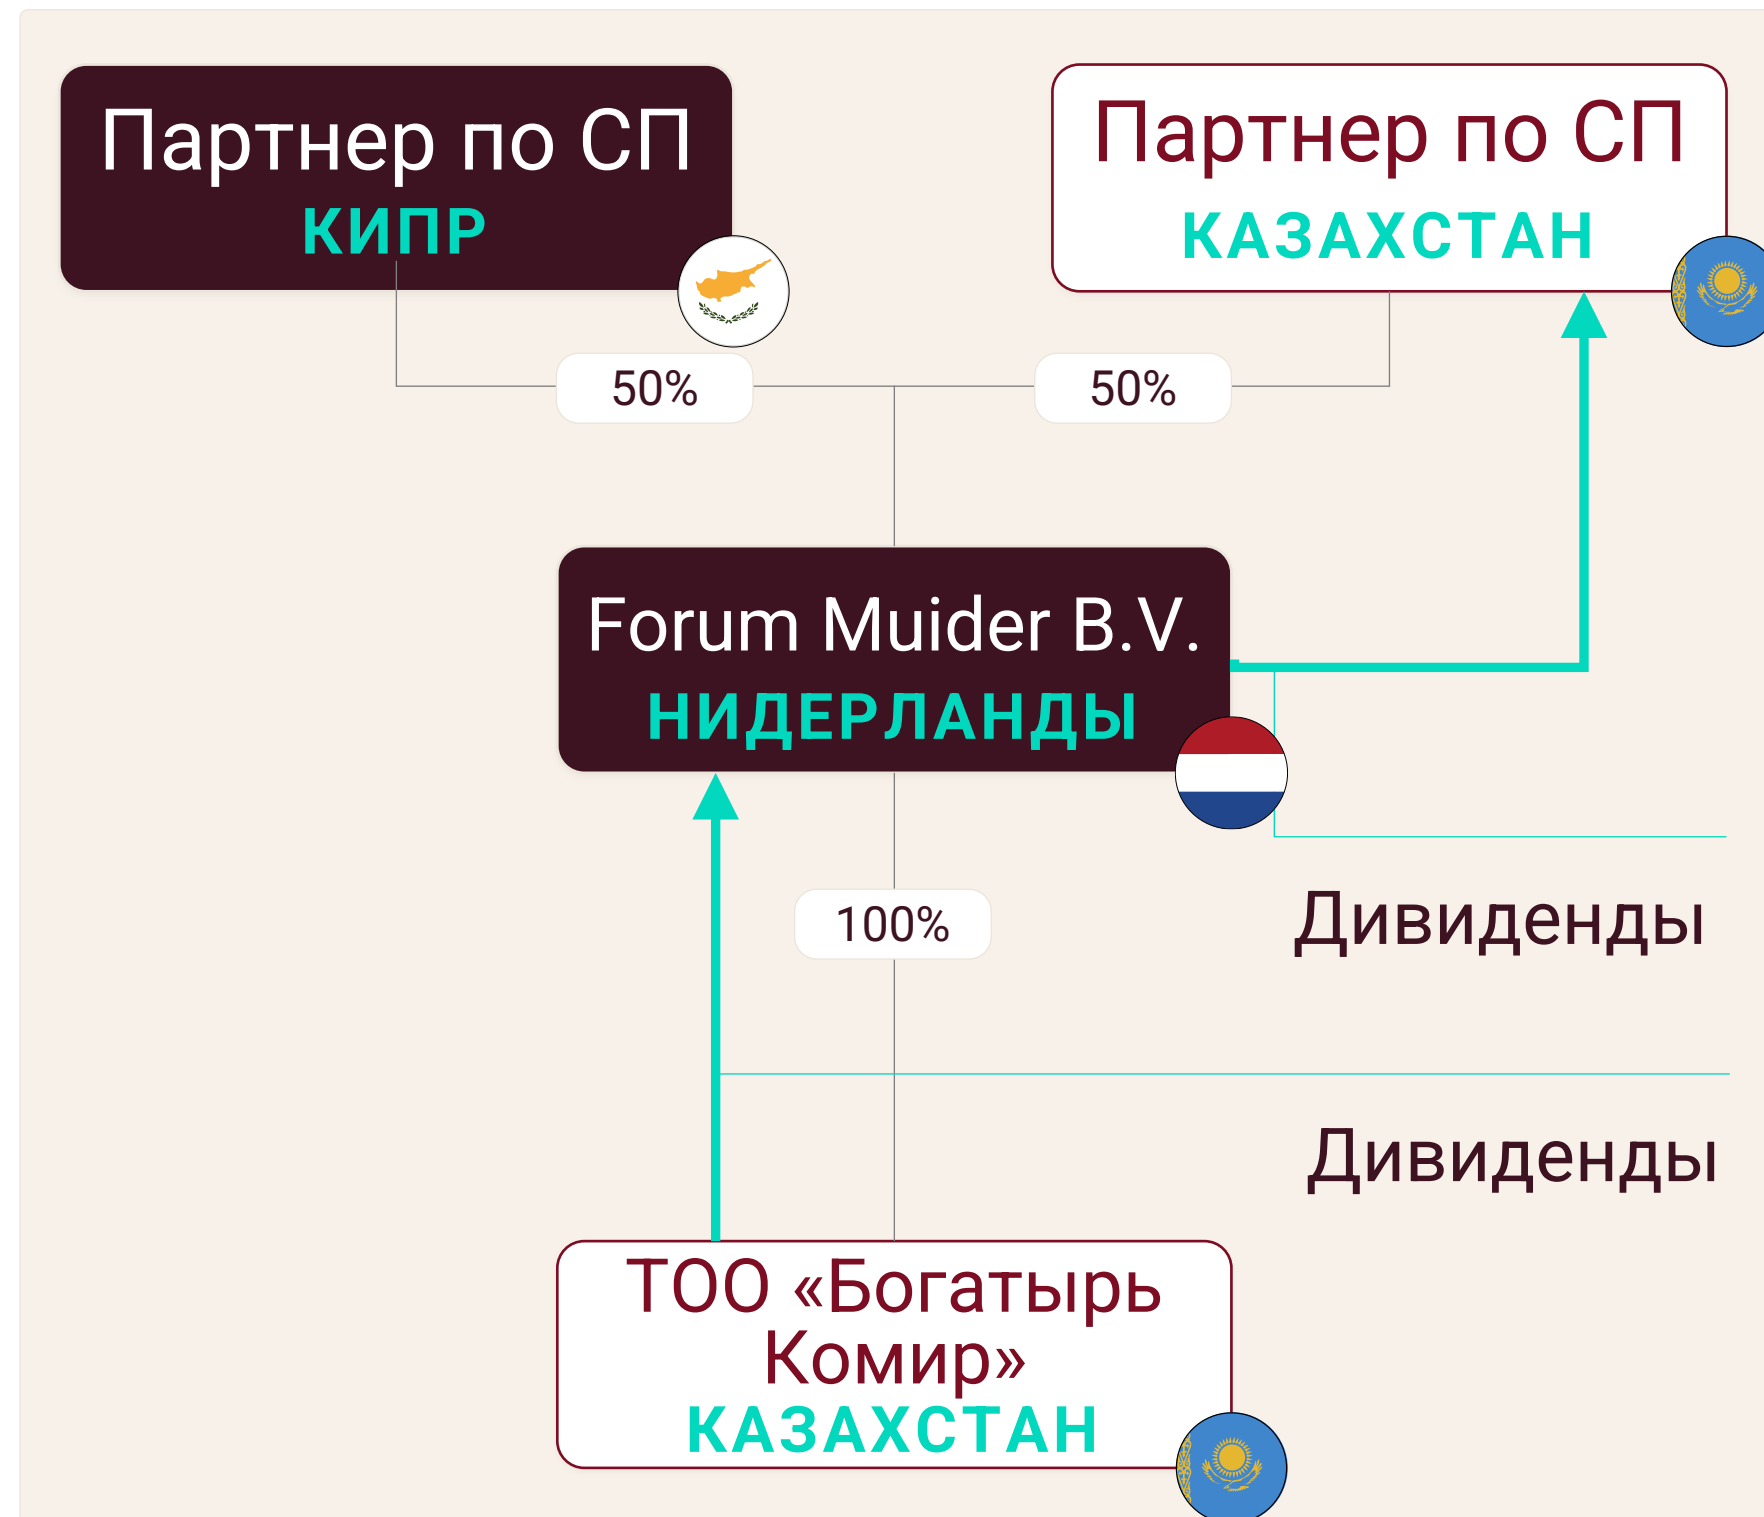 Партнер по СП
КИПР
Партнер по СП
КАЗАХСТАН
50%
50%
Forum Muider B.V.
НИДЕРЛАНДЫ
100%
Дивиденды
Дивиденды
ТОО «Богатырь
Комир»
КАЗАХСТАН